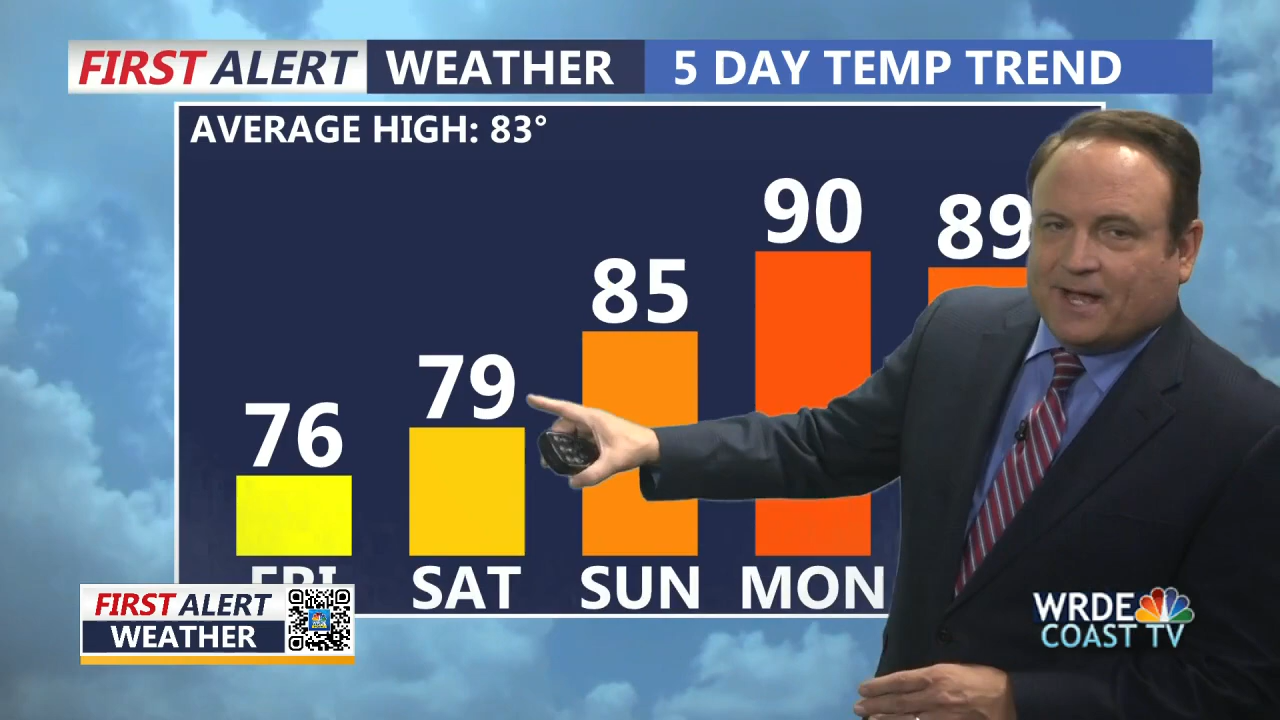 FIRST ALERT WEATHER 5 DAY TEMP TREND
AVERAGE HIGH: 83°
76 79 85 90 89
FRI SAT SUN MON
FIRST ALERT
WEATHER
WRDE
COAST TV